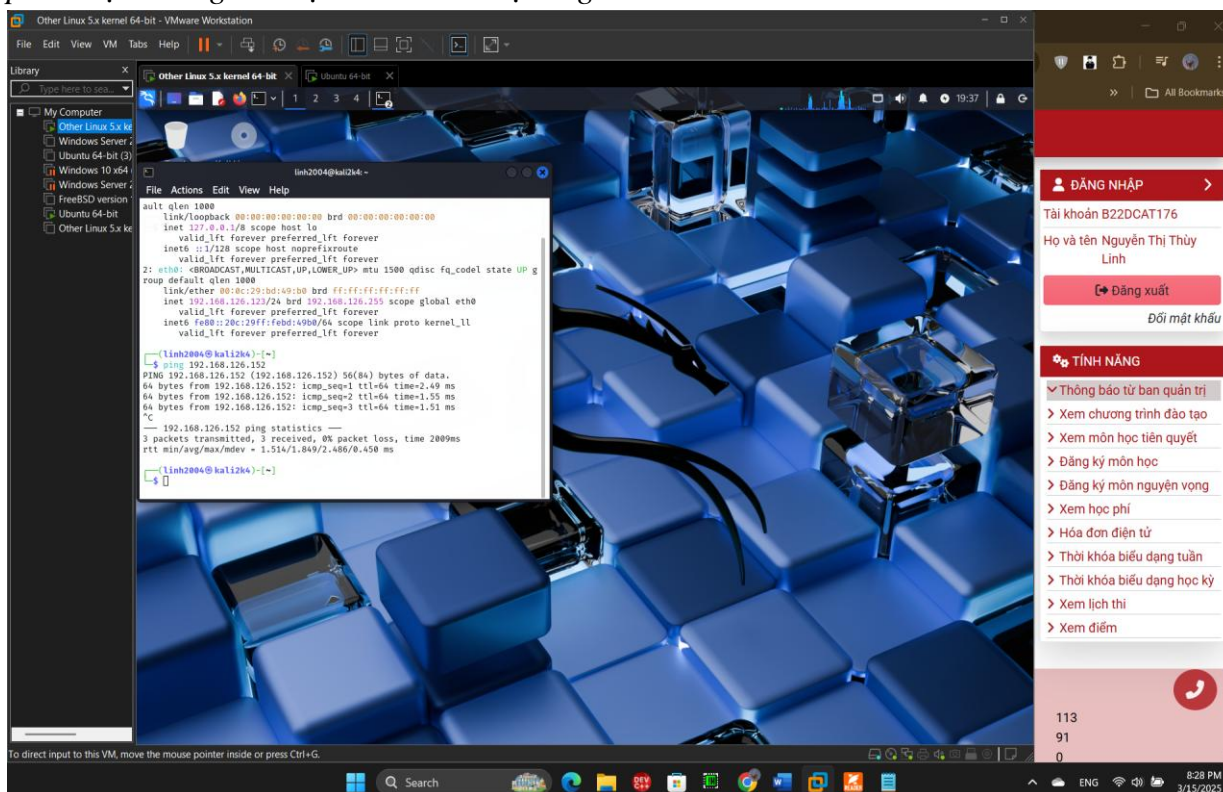 Other Linux 5.x kernel 64-bit - VMware Workstation
File Edit View VM Tabs Help
Library
Type here to sea...
My Computer
Other Linux 5.x ke
Windows Server 2
Ubuntu 64-bit (3)
Windows 10 x64
Windows Server 2
FreeBSD version
Ubuntu 64-bit
Other Linux 5.x ke
Other Linux 5.x kernel 64-bit
Ubuntu 64-bit
1 2 3 4
19:37
linh2004@kali2k4: ~
File Actions Edit View Help
ault qlen 1000
link/loopback 00:00:00:00:00:00 brd 00:00:00:00:00:00
inet 127.0.0.1/8 scope host lo
valid_lft forever preferred_lft forever
inet6 ::1/128 scope host noprefixroute
valid_lft forever preferred_lft forever
2: eth0: <BROADCAST,MULTICAST,UP,LOWER_UP> mtu 1500 qdisc fq_codel state UP g
roup default qlen 1000
link/ether 00:0c:29:bd:49:b0 brd ff:ff:ff:ff:ff:ff
inet 192.168.126.123/24 brd 192.168.126.255 scope global eth0
valid_lft forever preferred_lft forever
inet6 fe80::20c:29ff:febd:49b0/64 scope link proto kernel_ll
valid_lft forever preferred_lft forever
(linh2004㉿kali2k4)-[~]
$ ping 192.168.126.152
PING 192.168.126.152 (192.168.126.152) 56(84) bytes of data.
64 bytes from 192.168.126.152: icmp_seq=1 ttl=64 time=2.49 ms
64 bytes from 192.168.126.152: icmp_seq=2 ttl=64 time=1.55 ms
64 bytes from 192.168.126.152: icmp_seq=3 ttl=64 time=1.51 ms
^C
--- 192.168.126.152 ping statistics ---
3 packets transmitted, 3 received, 0% packet loss, time 2009ms
rtt min/avg/max/mdev = 1.514/1.849/2.486/0.450 ms
(linh2004㉿kali2k4)-[~]
$
To direct input to this VM, move the mouse pointer inside or press Ctrl+G.
All Bookmarks
ĐĂNG NHẬP
Tài khoản B22DCAT176
Họ và tên Nguyễn Thị Thùy
Linh
Đăng xuất
Đổi mật khẩu
TÍNH NĂNG
Thông báo từ ban quản trị
Xem chương trình đào tạo
Xem môn học tiên quyết
Đăng ký môn học
Đăng ký môn nguyện vọng
Xem học phí
Hóa đơn điện tử
Thời khóa biểu dạng tuần
Thời khóa biểu dạng học kỳ
Xem lịch thi
Xem điểm
113
91
0
Search
DEV
C++
ENG
8:28 PM
3/15/2025